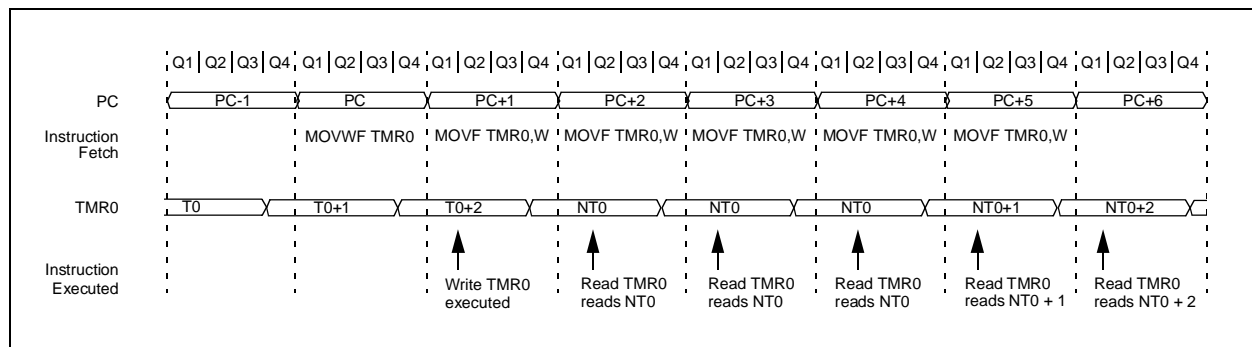 Q1 Q2 Q3 Q4 Q1 Q2 Q3 Q4 Q1 Q2 Q3 Q4 Q1 Q2 Q3 Q4 Q1 Q2 Q3 Q4 Q1 Q2 Q3 Q4 Q1 Q2 Q3 Q4 Q1 Q2 Q3 Q4
PC PC-1 PC PC+1 PC+2 PC+3 PC+4 PC+5 PC+6
Instruction
Fetch
MOVWF TMR0 MOVF TMR0,W MOVF TMR0,W MOVF TMR0,W MOVF TMR0,W MOVF TMR0,W
TMR0 T0 T0+1 T0+2 NT0 NT0 NT0 NT0+1 NT0+2
Instruction
Executed
Write TMR0
executed
Read TMR0
reads NT0
Read TMR0
reads NT0
Read TMR0
reads NT0
Read TMR0
reads NT0 + 1
Read TMR0
reads NT0 + 2